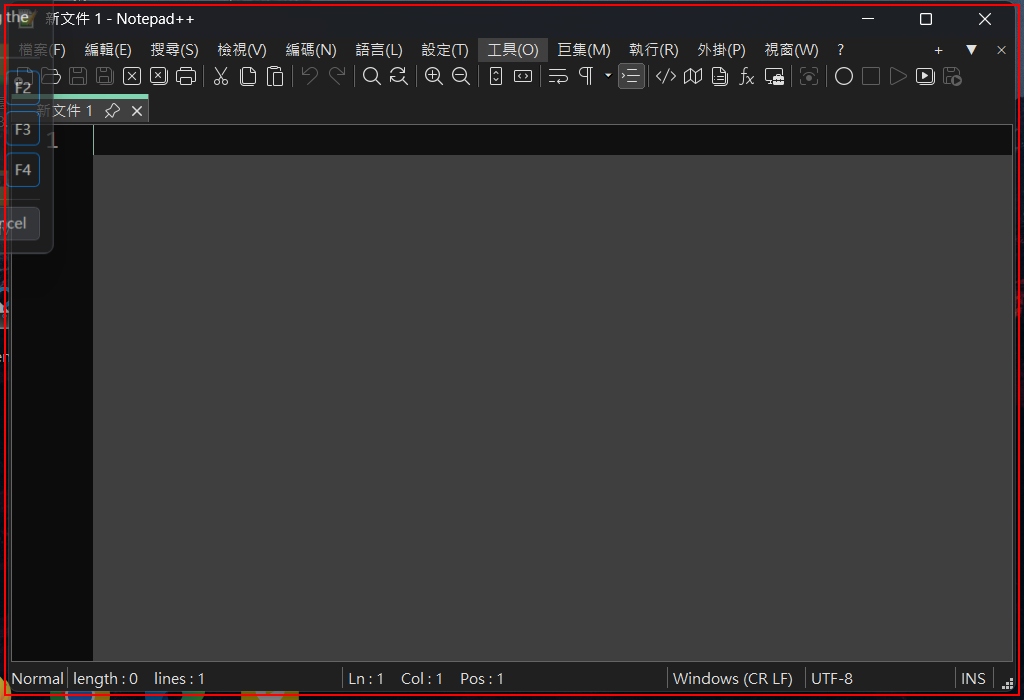 the 新文件 1 - Notepad++
檔案(F) 編輯(E) 搜尋(S) 檢視(V) 編碼(N) 語言(L) 設定(T) 工具(O) 巨集(M) 執行(R) 外掛(P) 視窗(W) ? + ▼ ×
F2
新文件 1
F3
1
F4
cel
Normal length : 0 lines : 1 Ln : 1 Col : 1 Pos : 1 Windows (CR LF) UTF-8 INS